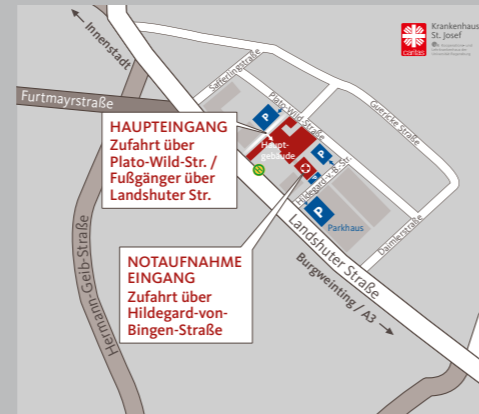 Krankenhaus
St. Josef
caritas
Innenstadt
Safferlingstraße
Furtmayrstraße
Plato-Wild-Straße
Guericke Straße
P
HAUPTEINGANG
Zufahrt über
Plato-Wild-Str. /
Fußgänger über
Landshuter Str.
Haupt-
gebäude
P
Hildegard-v.-B.-Str.
P
Parkhaus
Daimlerstraße
Landshuter Straße
NOTAUFNAHME
EINGANG
Zufahrt über
Hildegard-von-
Bingen-Straße
Burgweinting / A3
Hermann-Geib-Straße